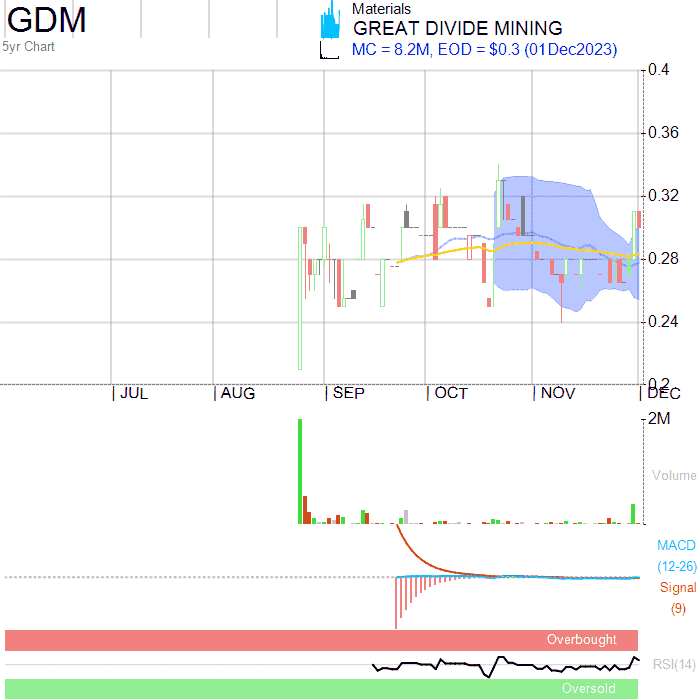 GDM
5yr Chart
Materials
GREAT DIVIDE MINING
MC = 8.2M, EOD = $0.3 (01Dec2023)
0.4
0.36
0.32
0.28
0.24
0.2
| JUL | AUG | SEP | OCT | NOV | DEC
2M
Volume
MACD
(12-26)
Signal
(9)
Overbought
RSI(14)
Oversold